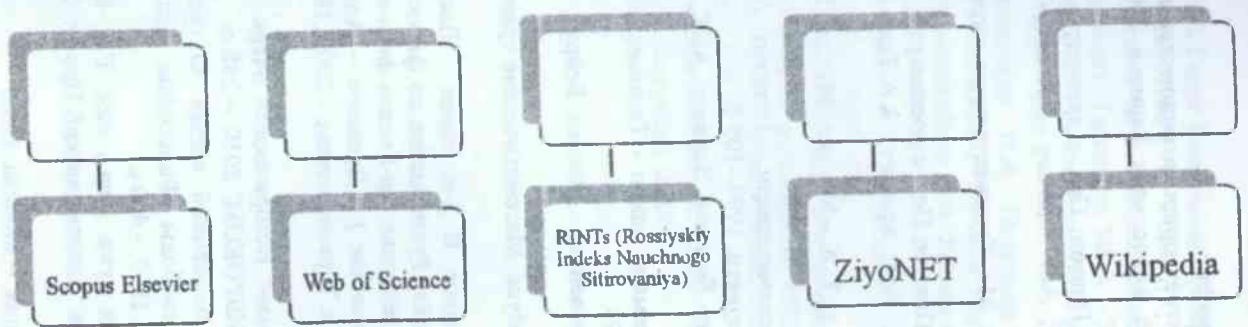 Scopus Elsevier
Web of Science
RINTs (Rossiyskiy
Indeks Nauchnogo
Sitirovaniya)
ZiyoNET
Wikipedia